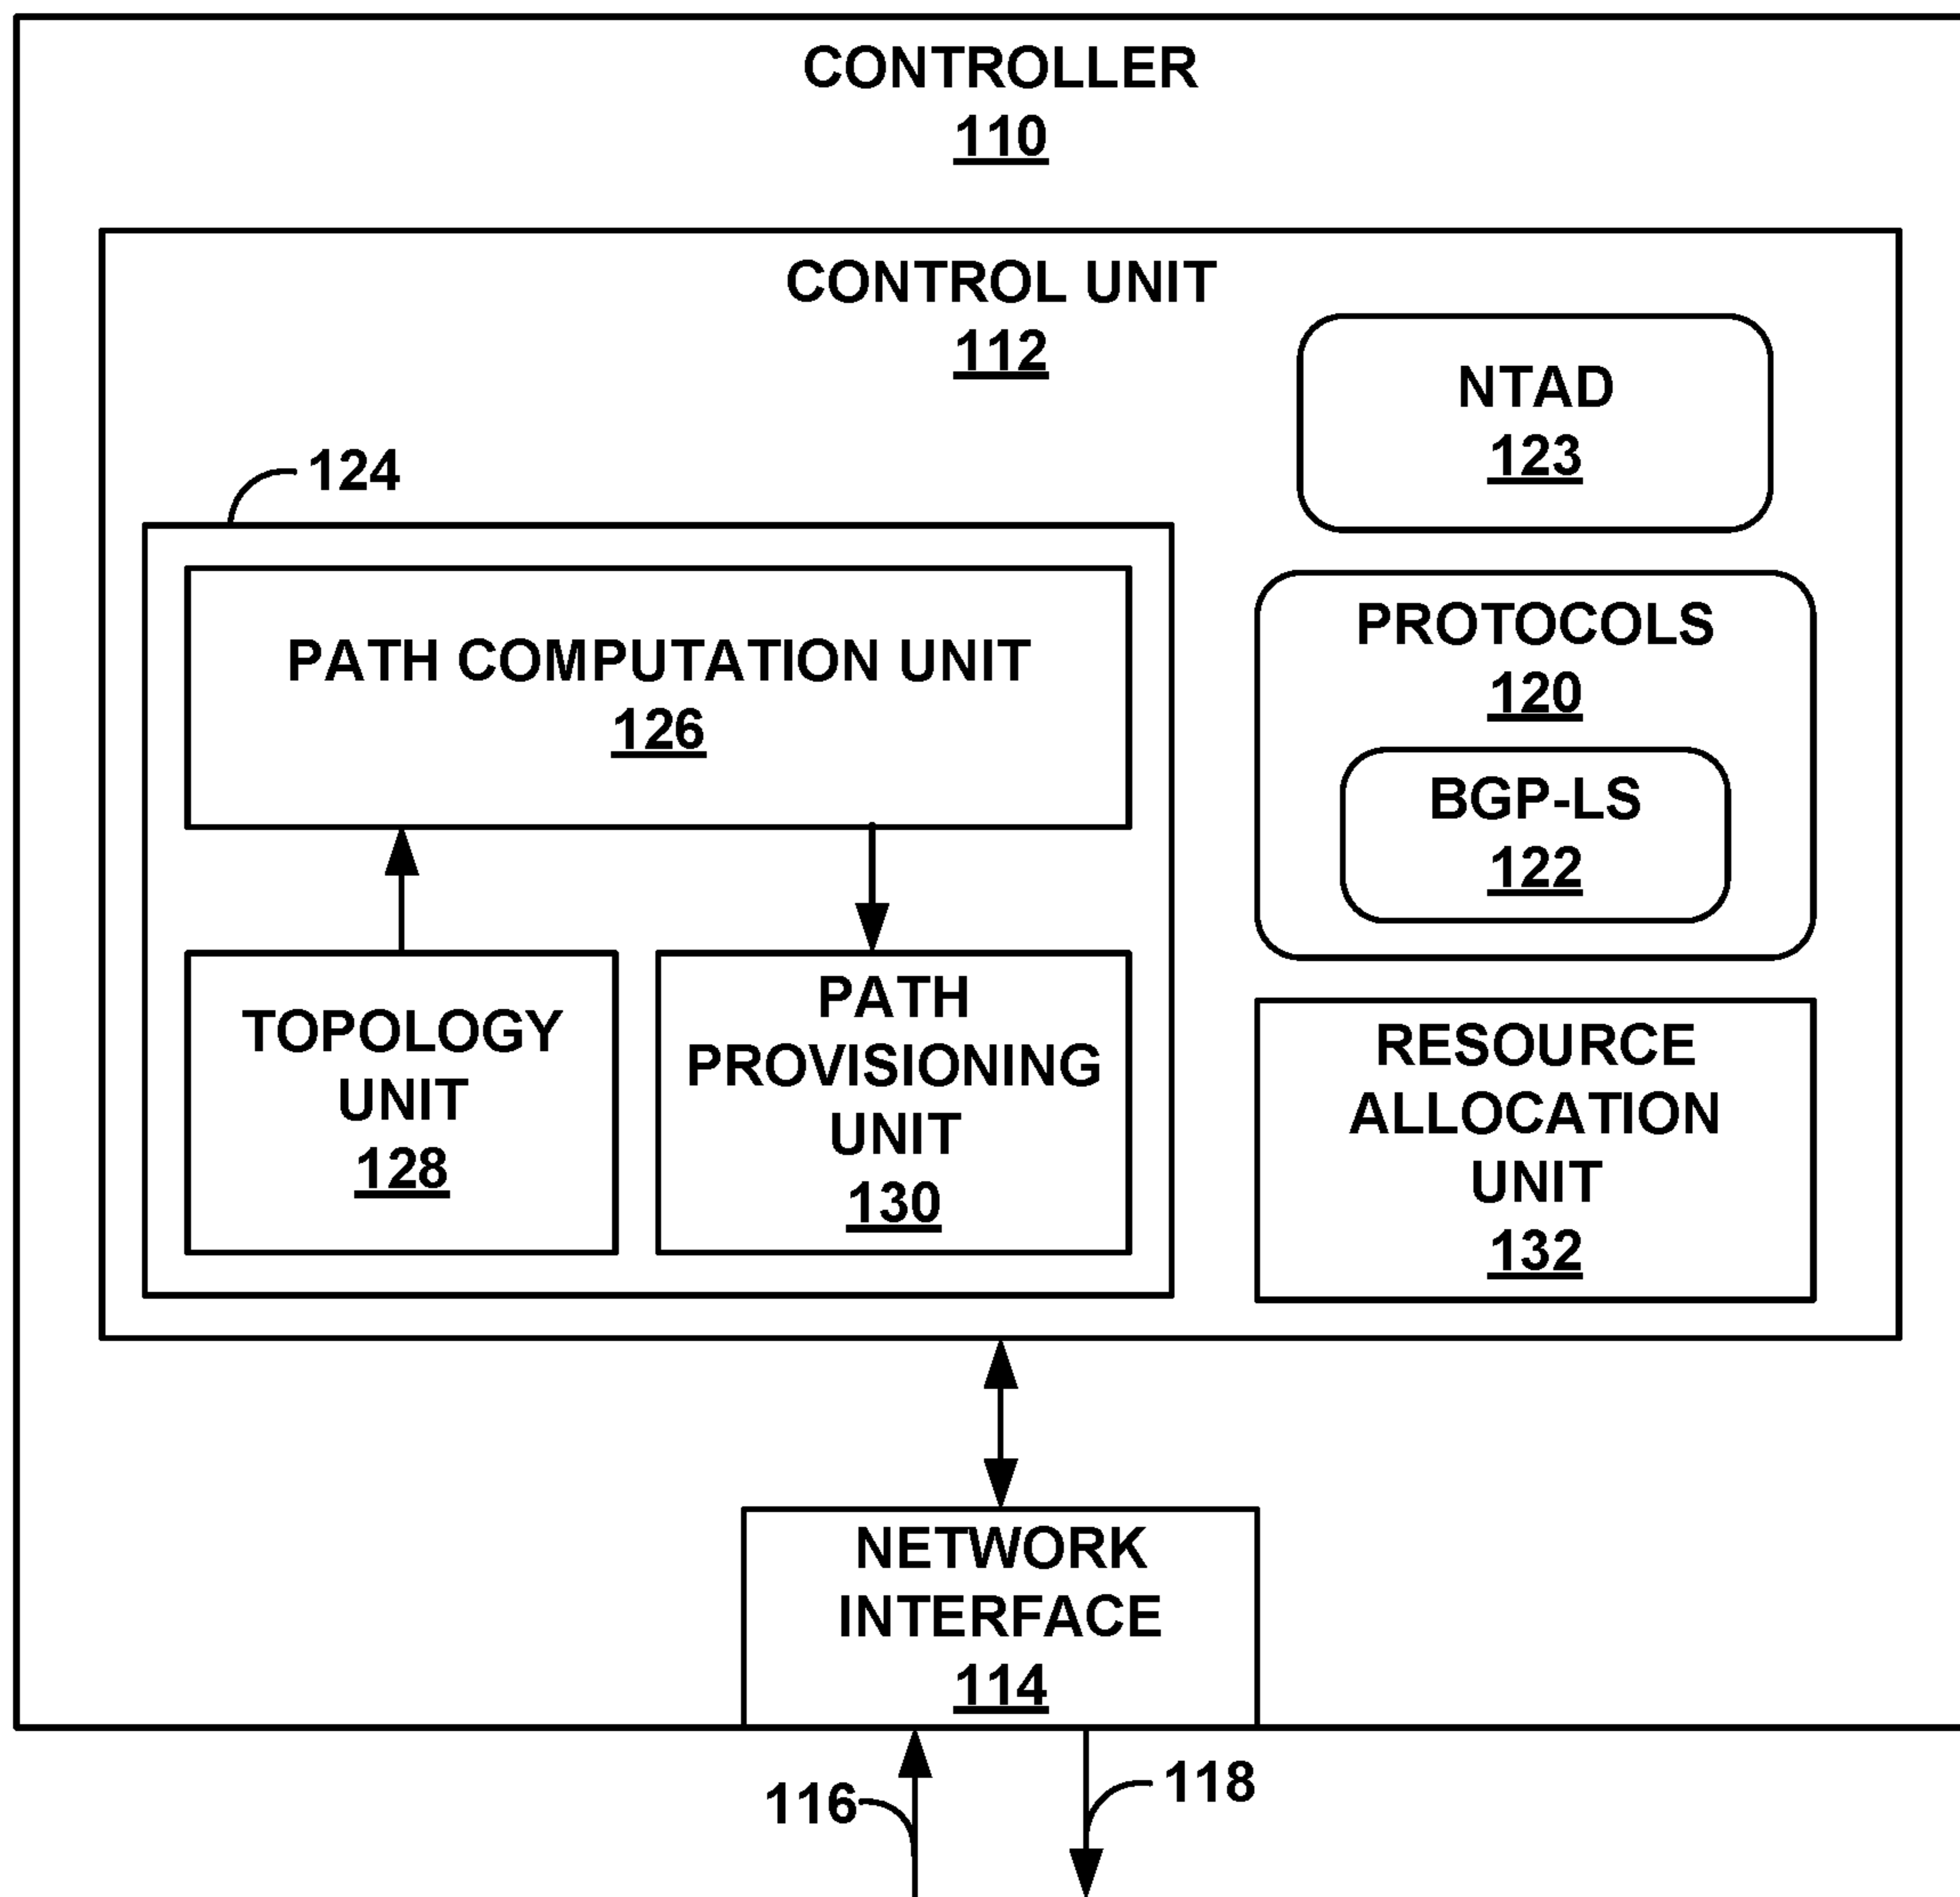 CONTROLLER
110
CONTROL UNIT
112
NTAD
123
124
PATH COMPUTATION UNIT
126
PROTOCOLS
120
BGP-LS
122
TOPOLOGY
UNIT
128
PATH
PROVISIONING
UNIT
130
RESOURCE
ALLOCATION
UNIT
132
NETWORK
INTERFACE
114
116
118